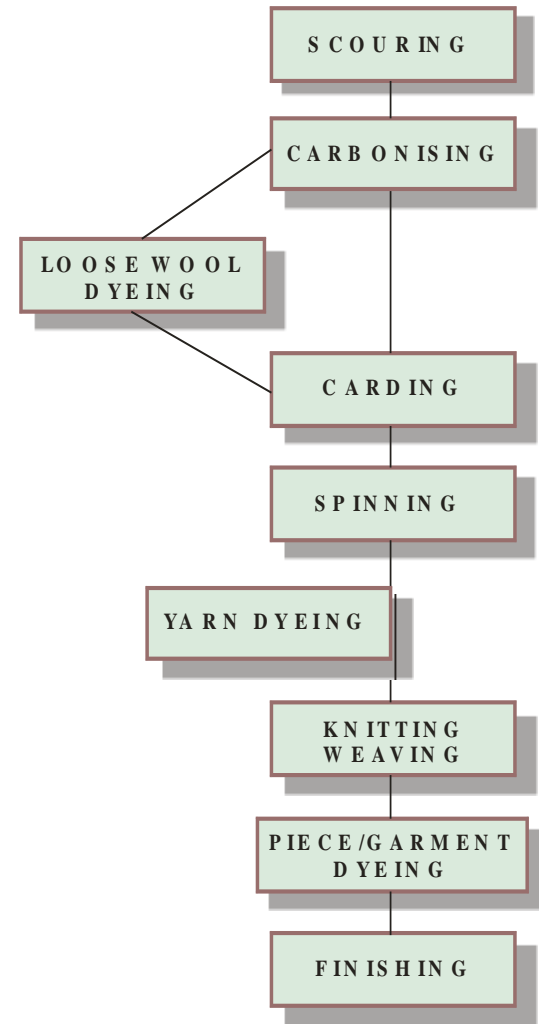 SCOURING
CARBONISING
LOOSE WOOL
DYEING
CARDING
SPINNING
YARN DYEING
KNITTING
WEAVING
PIECE/GARMENT
DYEING
FINISHING